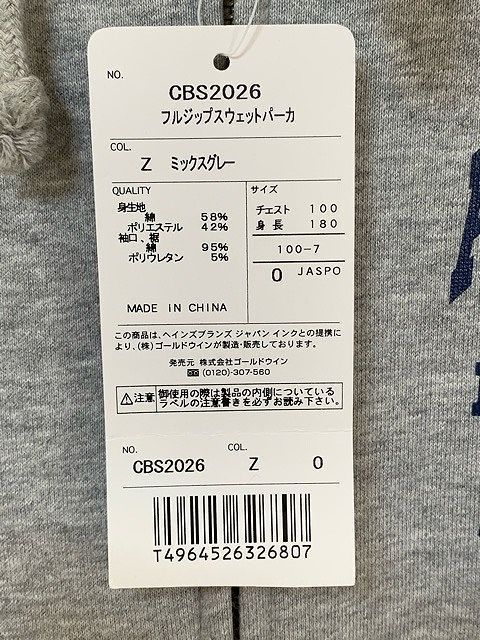 NO.
CBS2026
フルジップスウェットパーカ
COL.
Z ミックスグレー
QUALITY
身生地
綿 58%
ポリエステル 42%
袖口、裾
綿 95%
ポリウレタン 5%
MADE IN CHINA
サイズ
チェスト 100
身長 180
100-7
O JASPO
この商品は、ヘインズブランズ ジャパン インクとの提携に
より、(株)ゴールドウインが製造・販売しております。
発売元 株式会社ゴールドウイン
(0120)-307-560
注意 御使用の際は製品の内側についている
ラベルの注意書きを必ずお読み下さい。
NO. COL.
CBS2026 Z O
T4964526326807